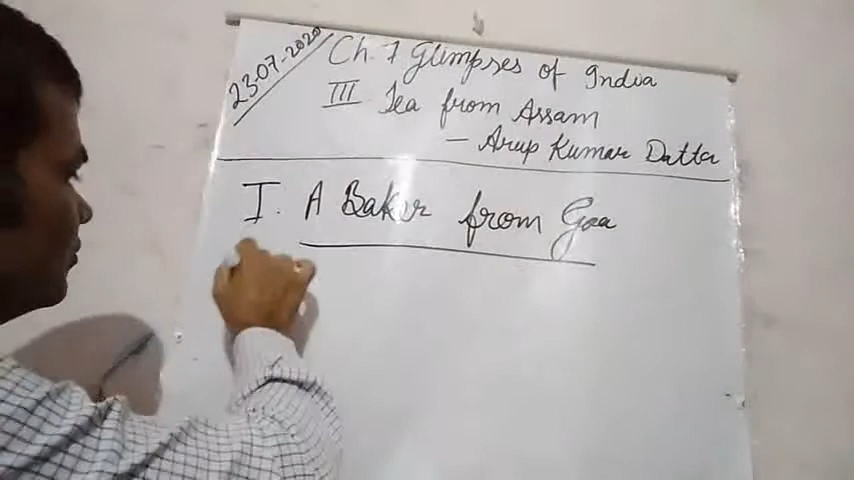 23-07-2020
Ch. 7 Glimpses of India
III Tea from Assam
- Arup Kumar Datta
I. A Baker from Goa